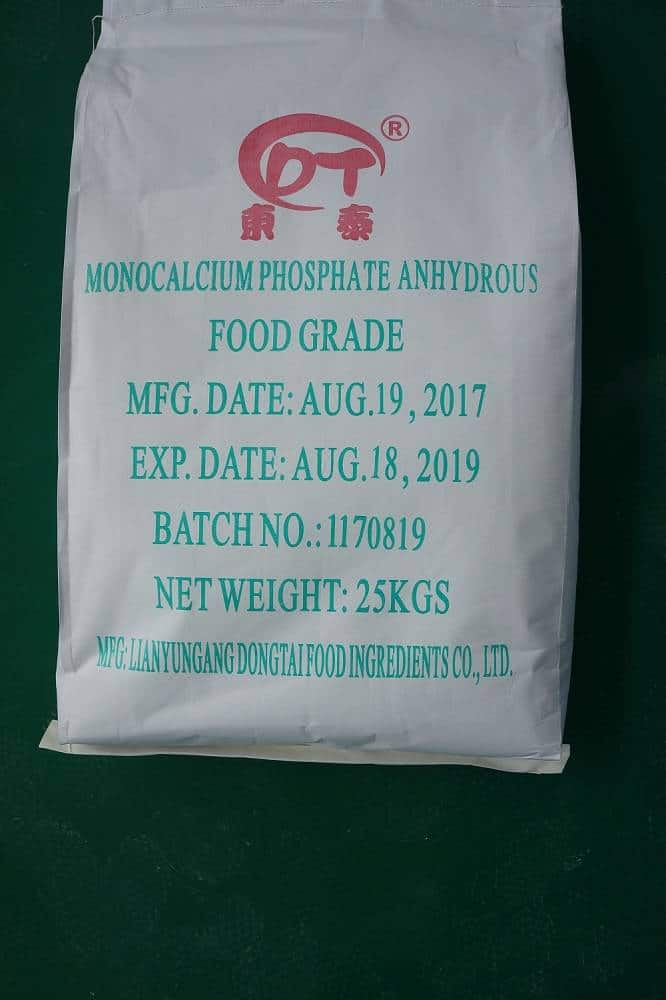 DT®
東泰
MONOCALCIUM PHOSPHATE ANHYDROUS
FOOD GRADE
MFG. DATE: AUG.19, 2017
EXP. DATE: AUG.18, 2019
BATCH NO.: 1170819
NET WEIGHT: 25KGS
MFG: LIANYUNGANG DONGTAI FOOD INGREDIENTS CO., LTD.